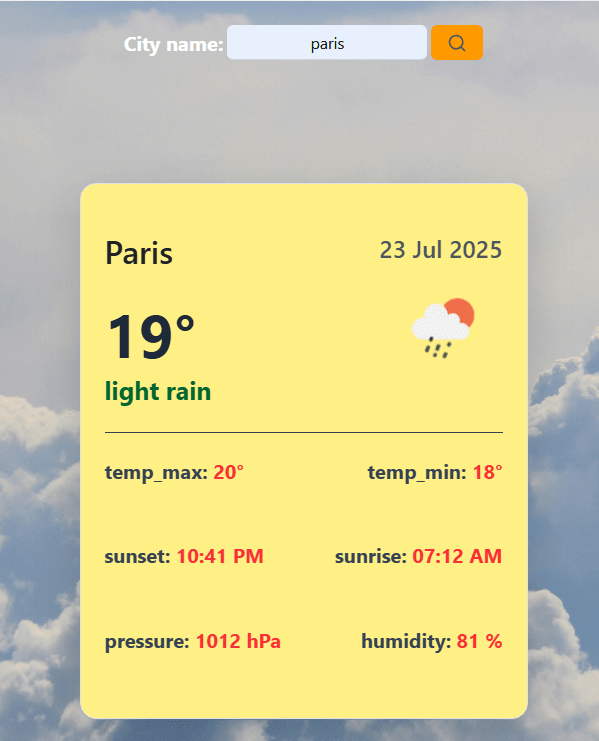 City name: paris
Paris 23 Jul 2025
19°
light rain
temp_max: 20° temp_min: 18°
sunset: 10:41 PM sunrise: 07:12 AM
pressure: 1012 hPa humidity: 81 %